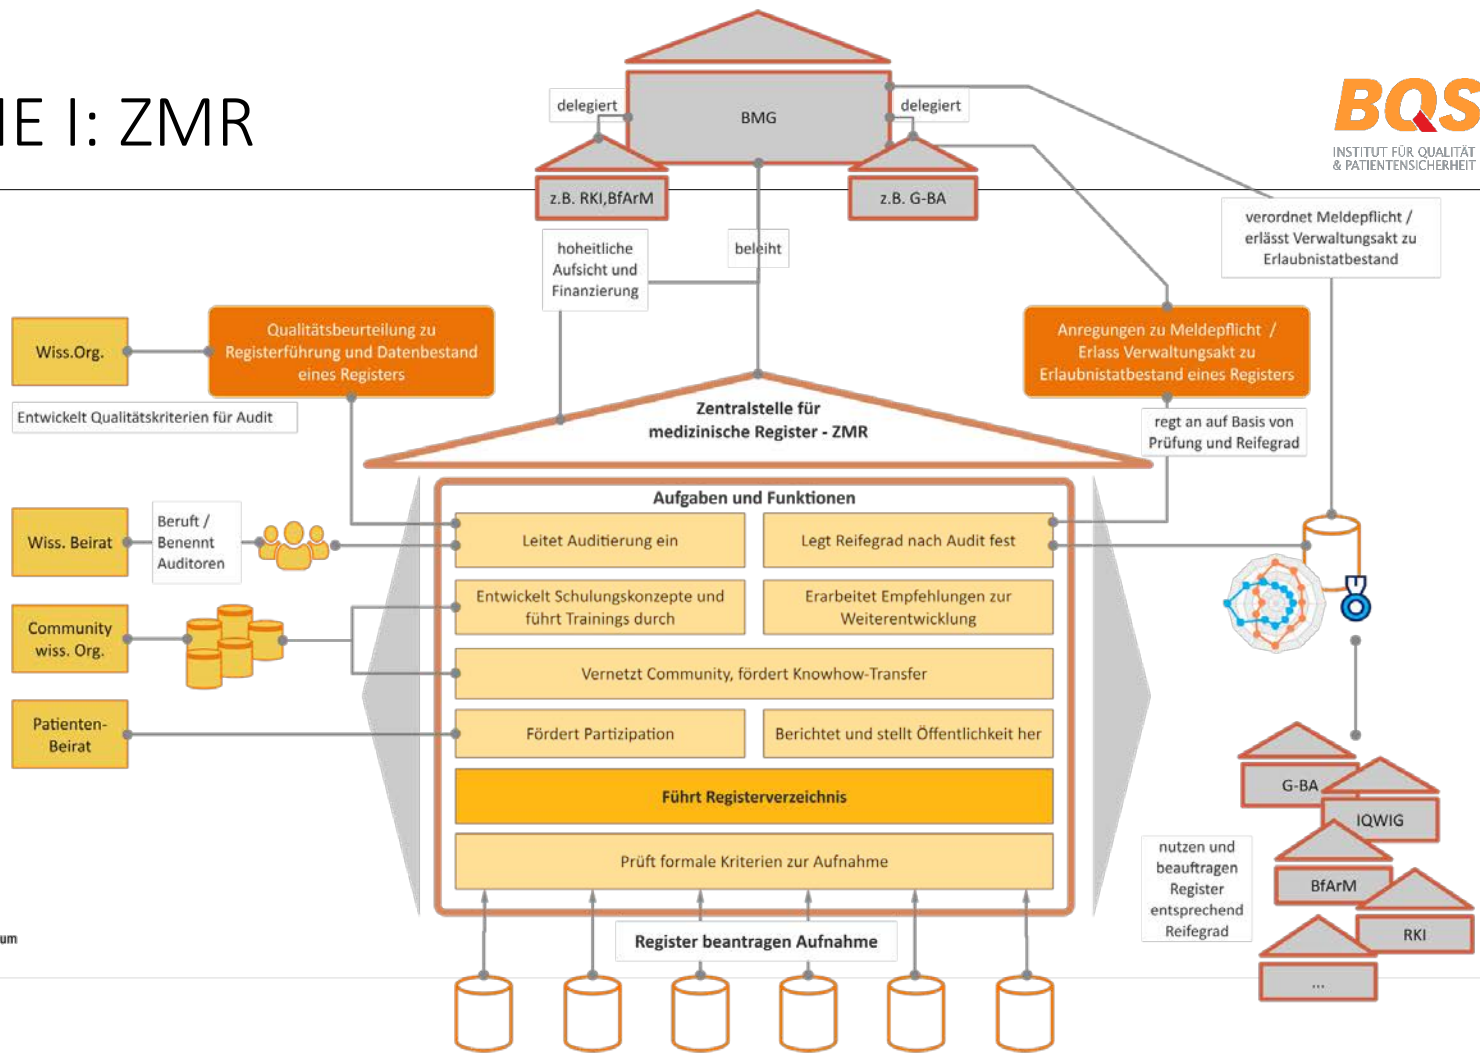 IE I: ZMR
BMG
delegiert
delegiert
z.B. RKI,BfArM
z.B. G-BA
BQS
INSTITUT FÜR QUALITÄT
& PATIENTENSICHERHEIT
hoheitliche
Aufsicht und
Finanzierung
beleiht
verordnet Meldepflicht /
erlässt Verwaltungsakt zu
Erlaubnistatbestand
Wiss.Org.
Qualitätsbeurteilung zu
Registerführung und Datenbestand
eines Registers
Anregungen zu Meldepflicht /
Erlass Verwaltungsakt zu
Erlaubnistatbestand eines Registers
Entwickelt Qualitätskriterien für Audit
Zentralstelle für
medizinische Register - ZMR
regt an auf Basis von
Prüfung und Reifegrad
Aufgaben und Funktionen
Wiss. Beirat
Beruft /
Benennt
Auditoren
Leitet Auditierung ein
Legt Reifegrad nach Audit fest
Community
wiss. Org.
Entwickelt Schulungskonzepte und
führt Trainings durch
Erarbeitet Empfehlungen zur
Weiterentwicklung
Vernetzt Community, fördert Knowhow-Transfer
Patienten-
Beirat
Fördert Partizipation
Berichtet und stellt Öffentlichkeit her
Führt Registerverzeichnis
Prüft formale Kriterien zur Aufnahme
G-BA
IQWIG
BfArM
RKI
...
nutzen und
beauftragen
Register
entsprechend
Reifegrad
um
Register beantragen Aufnahme